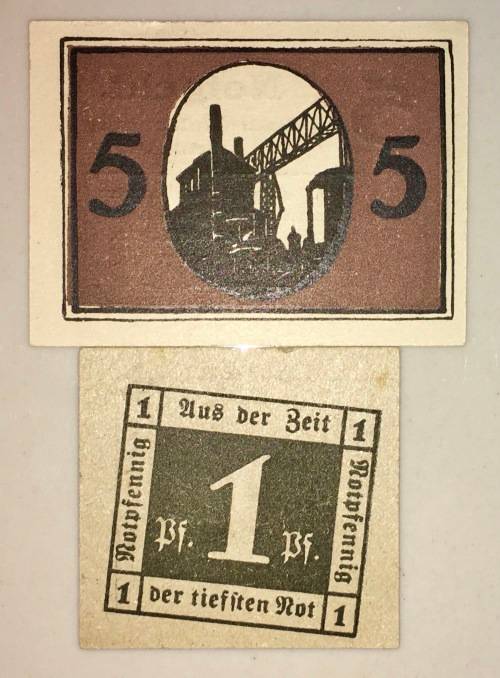 5 5
1 Aus der Zeit 1
Notpfennig
Pf. 1 Pf.
Notpfennig
1 der tiefsten Not 1